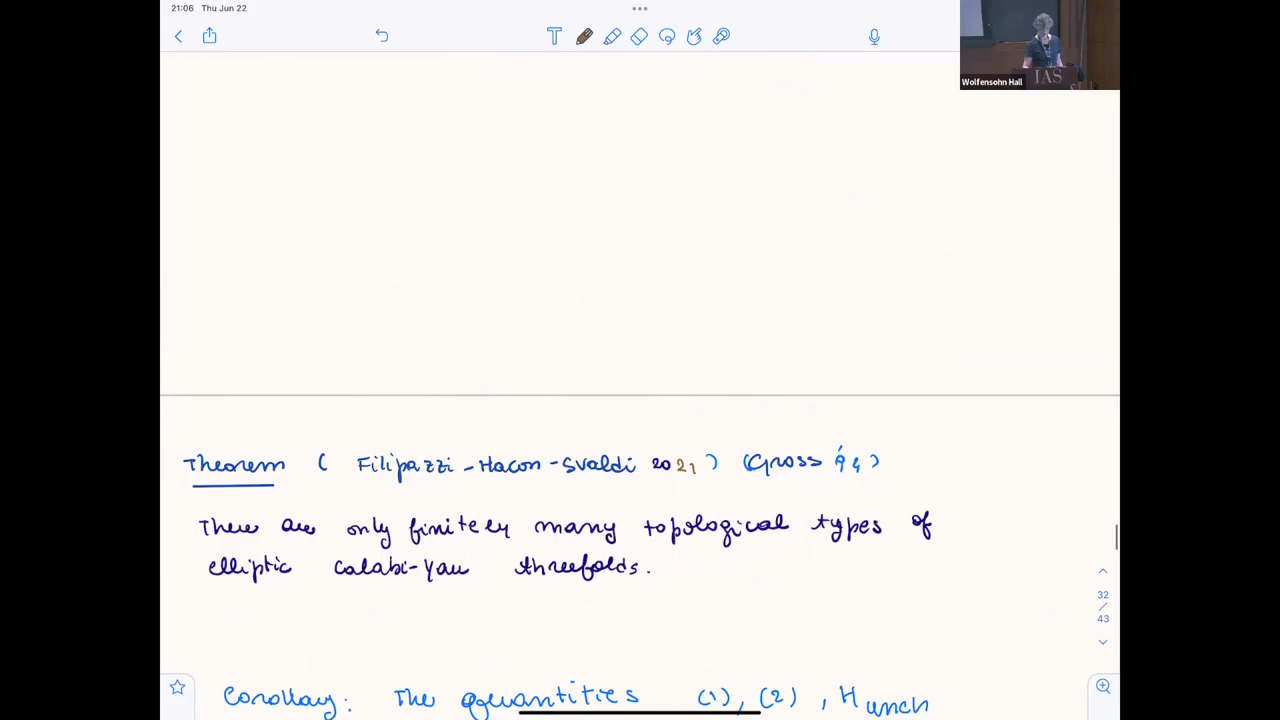 21:06 Thu Jun 22
Wolfensohn Hall
IAS
Theorem ( Filipazzi - Hacon - Svaldi 2021 ) (Gross '94)
There are only finitely many topological types of
elliptic Calabi-Yau threefolds.
32
/
43
Corollary: The quantities (1), (2), Hunch